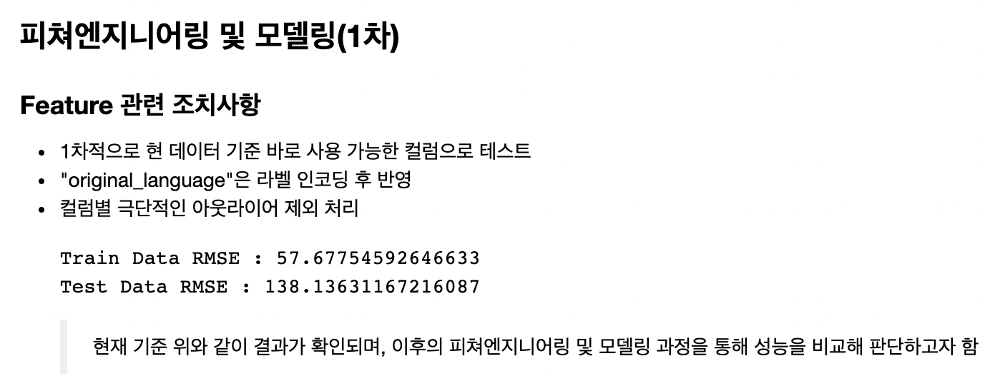 피쳐엔지니어링 및 모델링(1차)
Feature 관련 조치사항
• 1차적으로 현 데이터 기준 바로 사용 가능한 컬럼으로 테스트
• "original_language"은 라벨 인코딩 후 반영
• 컬럼별 극단적인 아웃라이어 제외 처리
Train Data RMSE : 57.67754592646633
Test Data RMSE : 138.13631167216087
현재 기준 위와 같이 결과가 확인되며, 이후의 피쳐엔지니어링 및 모델링 과정을 통해 성능을 비교해 판단하고자 함